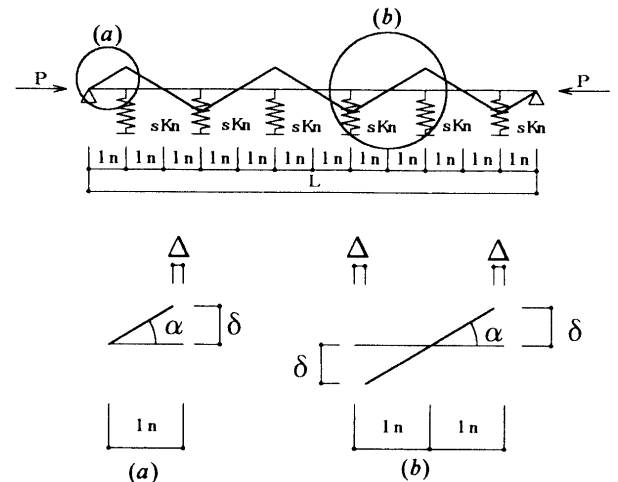 (a)
(b)
P
P
sKn sKn sKn sKn sKn sKn
ln ln ln ln ln ln ln ln ln ln ln ln
L
Δ
Δ Δ
α δ
δ α δ
ln
ln ln
(a)
(b)